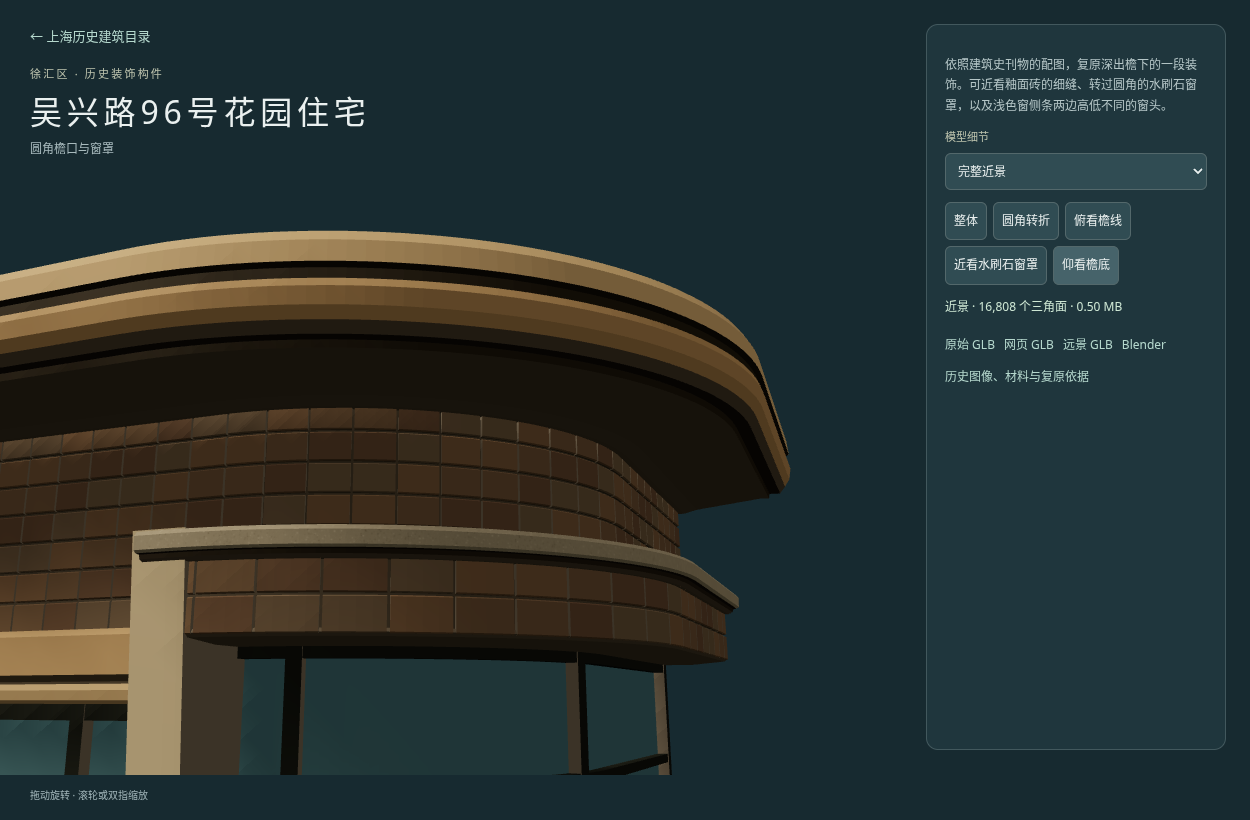 ← 上海历史建筑目录
徐汇区 · 历史装饰构件
吴兴路96号花园住宅
圆角檐口与窗罩
依照建筑史刊物的配图，复原深出檐下的一段装
饰。可近看釉面砖的细缝、转过圆角的水刷石窗
罩，以及浅色窗侧条两边高低不同的窗头。
模型细节
完整近景
整体 圆角转折 俯看檐线
近看水刷石窗罩 仰看檐底
近景 · 16,808 个三角面 · 0.50 MB
原始 GLB 网页 GLB 远景 GLB Blender
历史图像、材料与复原依据
拖动旋转 · 滚轮或双指缩放